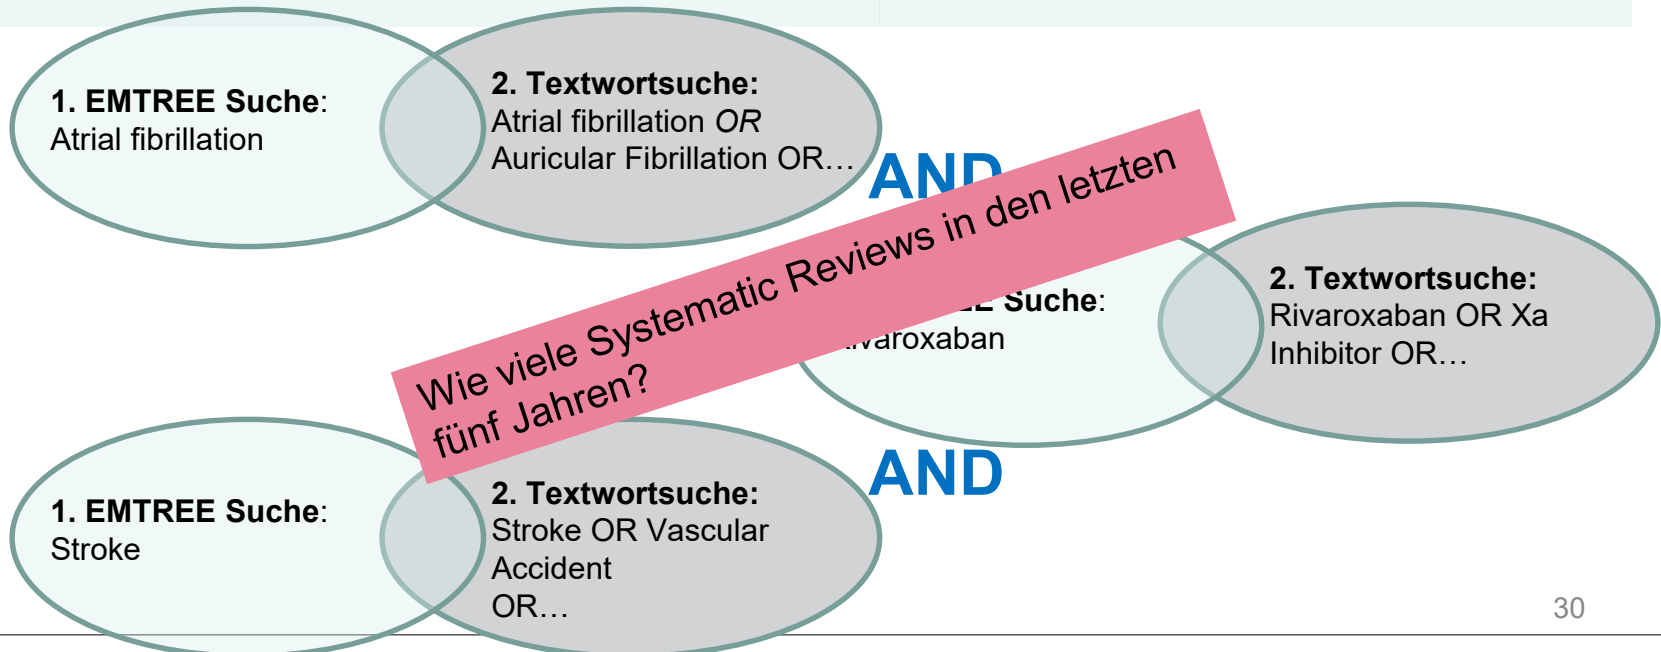 1. EMTREE Suche:
Atrial fibrillation
2. Textwortsuche:
Atrial fibrillation OR
Auricular Fibrillation OR…
AND
Wie viele Systematic Reviews in den letzten
fünf Jahren?
Suche:
2. Textwortsuche:
Rivaroxaban OR Xa
Inhibitor OR…
1. EMTREE Suche:
Stroke
2. Textwortsuche:
Stroke OR Vascular
Accident
OR…
AND
30